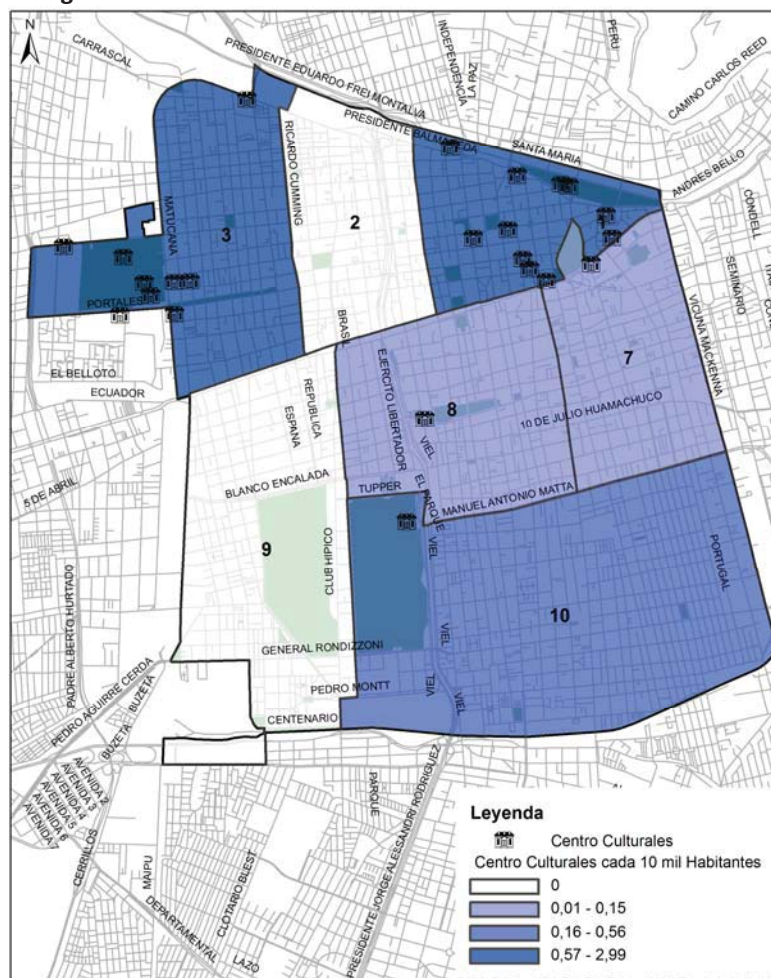 N
CARRASCAL
PRESIDENTE EDUARDO FREI MONTALVA
INDEPENDENCIA
LA PAZ
PERU
CAMINO CARLOS REED
PRESIDENTE BALMACEDA
SANTA MARIA
ANDRES BELLO
RICARDO CUMMING
MATUCANA
3
2
CONDELL
SEMINARIO
VICUÑA MACKENNA
PORTALES
BRASIL
EL BELLOTO
ECUADOR
7
EJERCITO LIBERTADOR
REPUBLICA
ESPAÑA
8
VIEL
10 DE JULIO HUAMACHUCO
5 DE ABRIL
BLANCO ENCALADA
TUPPER
EL PARQUE
MANUEL ANTONIO MATTA
VIEL
9
CLUB HIPICO
PORTUGAL
10
PADRE ALBERTO HURTADO
GENERAL RONDIZZONI
VIEL
PEDRO MONTT
VIEL
VIEL
PEDRO AGUIRRE CERDA
BUZETA
BUZETA
CENTENARIO
AVENIDA 2
AVENIDA 3
AVENIDA 4
AVENIDA 5
AVENIDA 6
AVENIDA 7
CERRILLOS
MAIPU
PARQUE
CLOTARIO BLEST
PRESIDENTE JORGE ALESSANDRI RODRIGUEZ
DEPARTAMENTAL
LAZO
Leyenda
Centro Culturales
Centro Culturales cada 10 mil Habitantes
0
0,01 - 0,15
0,16 - 0,56
0,57 - 2,99